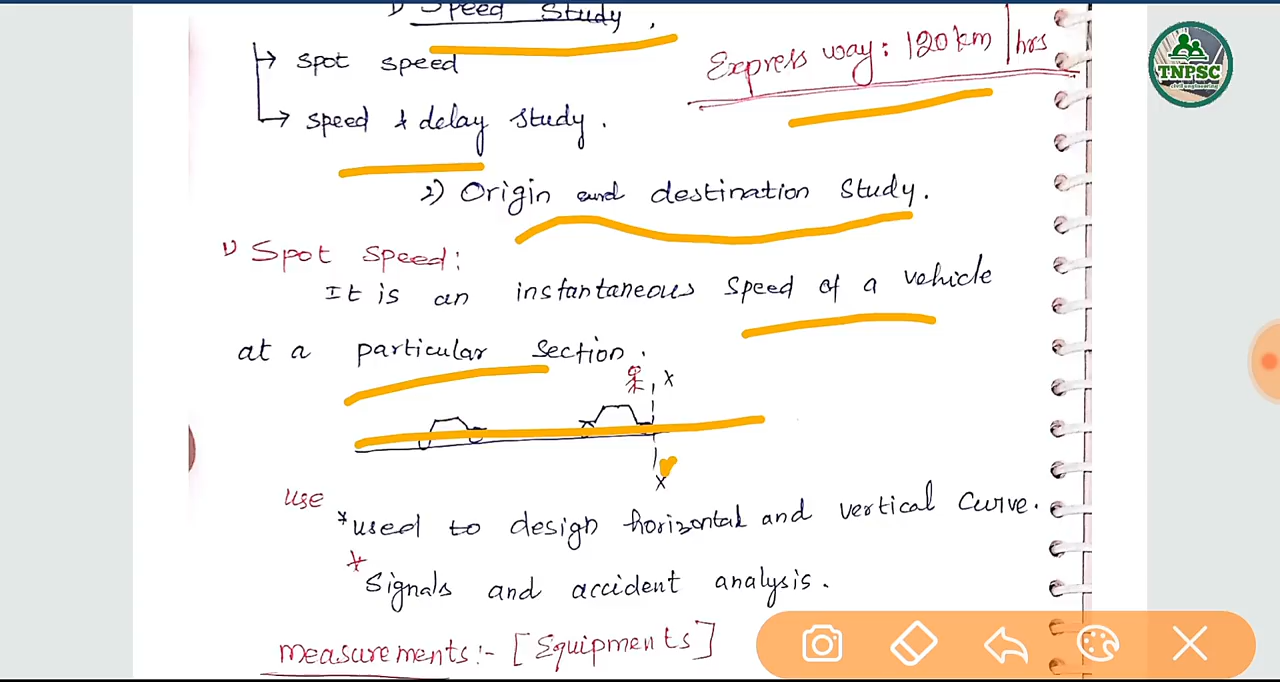 1) Speed Study.
Express way: 120 km/hrs
↳ spot speed
↳ speed & delay study.
2) Origin and destination study.
1) Spot speed:
It is an instantaneous speed of a vehicle
at a particular section.
x
x
use
*used to design horizontal and vertical curve.
* Signals and accident analysis.
measurements:- [Equipments]
TNPSC
civil engineering